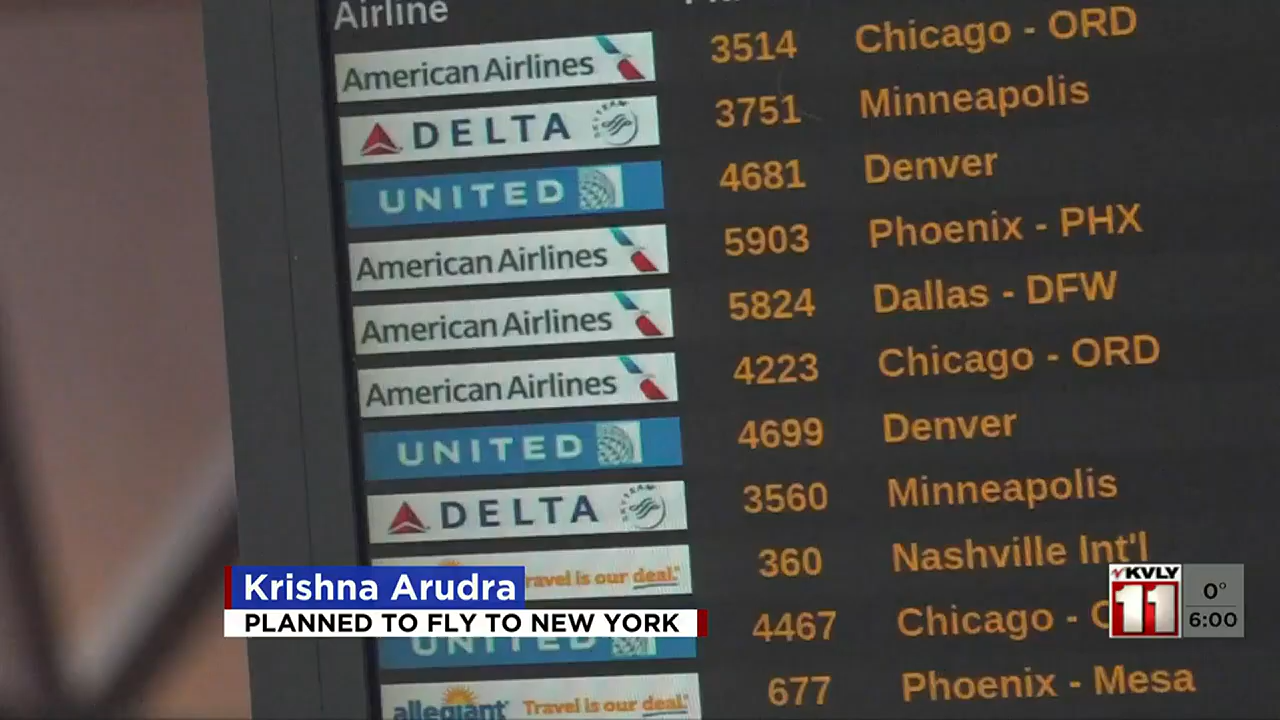 Airline
American Airlines 3514 Chicago - ORD
DELTA SKYTEAM 3751 Minneapolis
UNITED 4681 Denver
American Airlines 5903 Phoenix - PHX
American Airlines 5824 Dallas - DFW
American Airlines 4223 Chicago - ORD
UNITED 4699 Denver
DELTA SKYTEAM 3560 Minneapolis
Travel is our deal. 360 Nashville Int'l
UNITED 4467 Chicago -
allegiant Travel is our deal. 677 Phoenix - Mesa
Krishna Arudra
PLANNED TO FLY TO NEW YORK
KVLY
11
0°
6:00